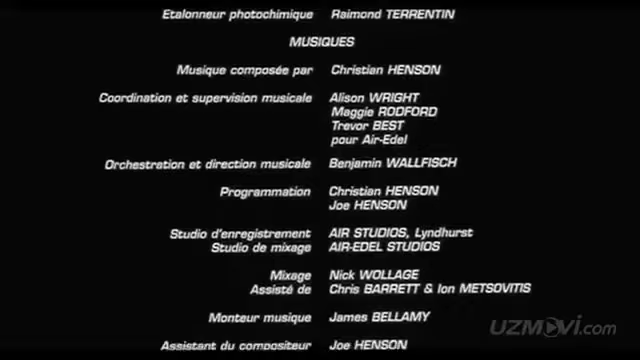 Etalonneur photochimique Raimond TERRENTIN
MUSIQUES
Musique composée par Christian HENSON
Coordination et supervision musicale Alison WRIGHT
Maggie RODFORD
Trevor BEST
pour Air-Edel
Orchestration et direction musicale Benjamin WALLFISCH
Programmation Christian HENSON
Joe HENSON
Studio d'enregistrement AIR STUDIOS, Lyndhurst
Studio de mixage AIR-EDEL STUDIOS
Mixage Nick WOLLAGE
Assisté de Chris BARRETT & Ion METSOVITIS
Monteur musique James BELLAMY
Assistant du compositeur Joe HENSON
UZMOVi.com